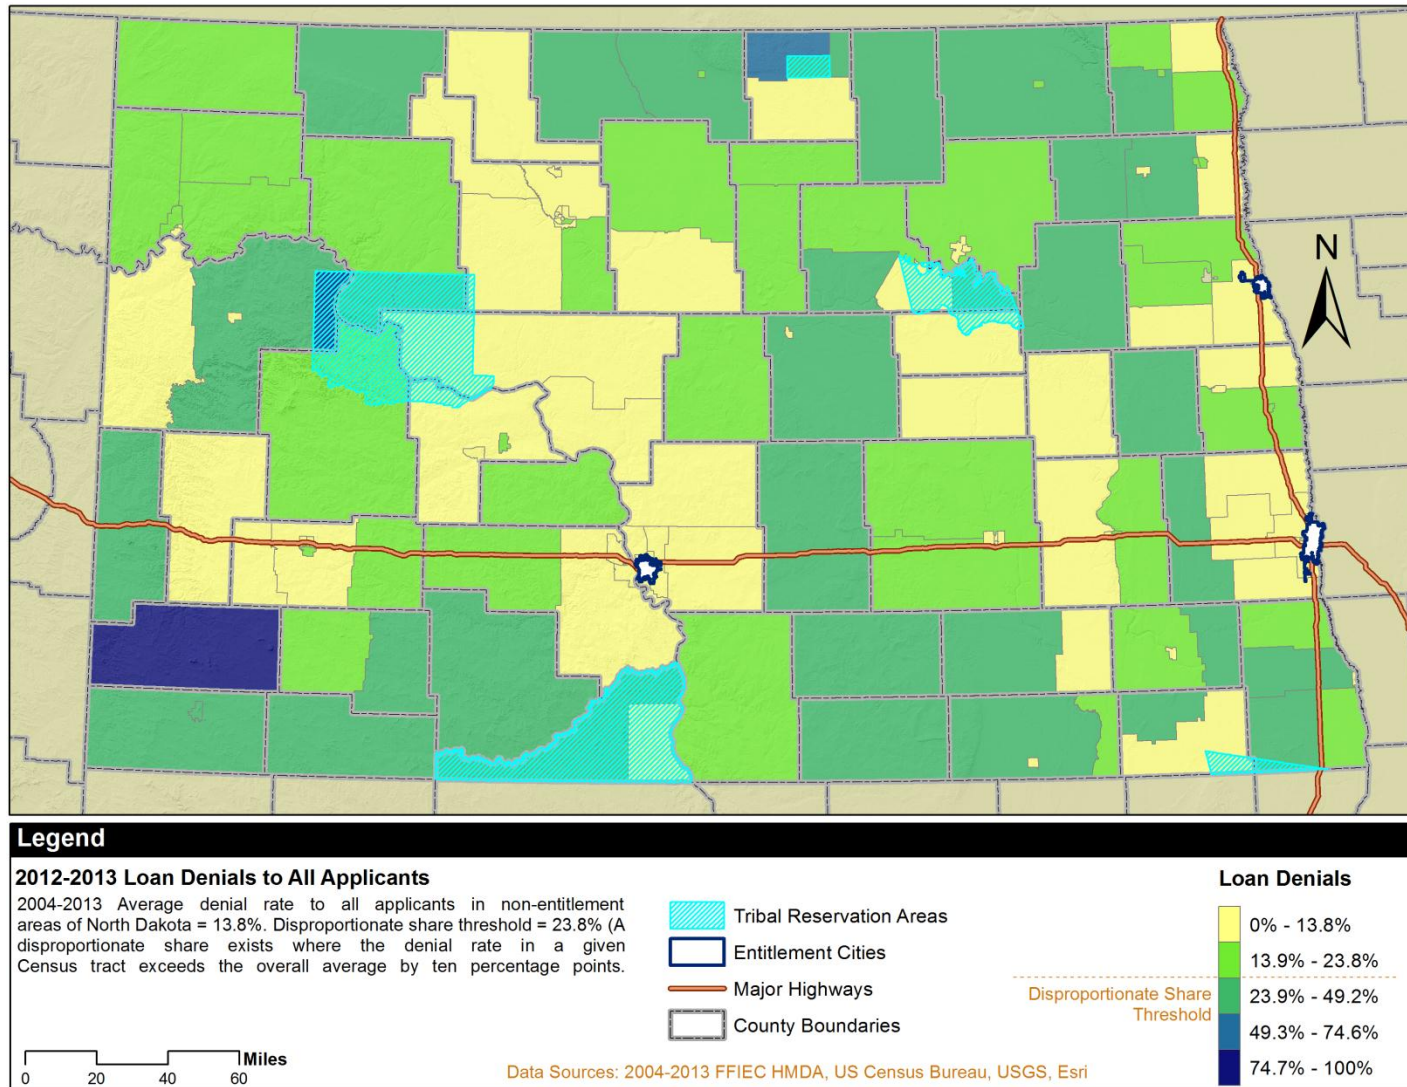 N
Legend
2012-2013 Loan Denials to All Applicants
2004-2013 Average denial rate to all applicants in non-entitlement
areas of North Dakota = 13.8%. Disproportionate share threshold = 23.8% (A
disproportionate share exists where the denial rate in a given
Census tract exceeds the overall average by ten percentage points.
0 20 40 60 Miles
Tribal Reservation Areas
Entitlement Cities
Major Highways
County Boundaries
Data Sources: 2004-2013 FFIEC HMDA, US Census Bureau, USGS, Esri
Loan Denials
0% - 13.8%
13.9% - 23.8%
Disproportionate Share
Threshold
23.9% - 49.2%
49.3% - 74.6%
74.7% - 100%